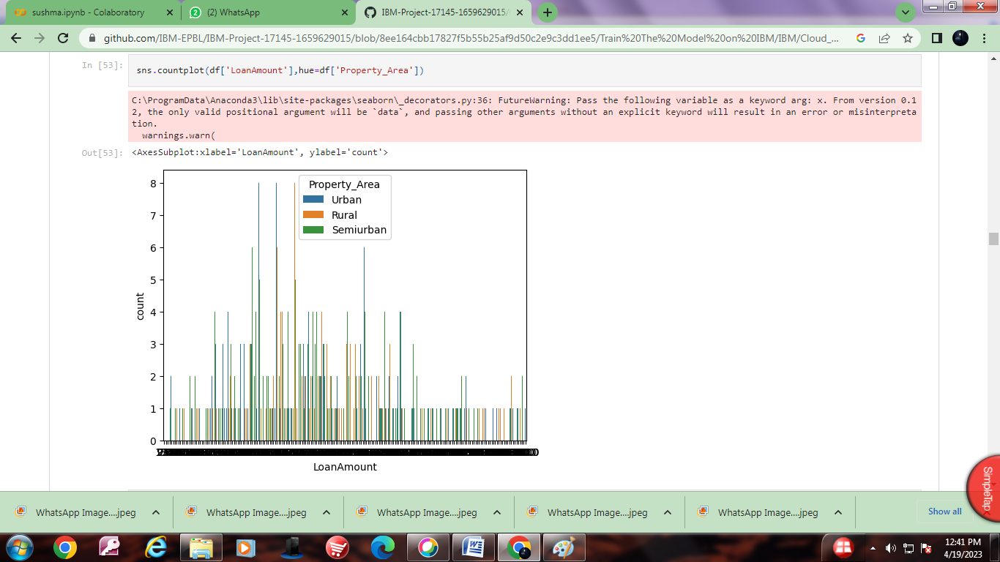 sushma.ipynb - Colaboratory
(2) WhatsApp
IBM-Project-17145-1659629015/
github.com/IBM-EPBL/IBM-Project-17145-1659629015/blob/8ee164cbb17827f5b55b25af9d50c2e9c3dd1ee5/Train%20The%20Model%20on%20IBM/IBM/Cloud_...
In [53]:
sns.countplot(df['LoanAmount'],hue=df['Property_Area'])
C:\ProgramData\Anaconda3\lib\site-packages\seaborn\_decorators.py:36: FutureWarning: Pass the following variable as a keyword arg: x. From version 0.1
2, the only valid positional argument will be `data`, and passing other arguments without an explicit keyword will result in an error or misinterpreta
tion.
warnings.warn(
Out[53]:
<AxesSubplot:xlabel='LoanAmount', ylabel='count'>
Property_Area
Urban
Rural
Semiurban
8
7
6
5
4
3
2
1
0
count
LoanAmount
SimpleTap
WhatsApp Image....jpeg
WhatsApp Image....jpeg
WhatsApp Image....jpeg
WhatsApp Image....jpeg
WhatsApp Image....jpeg
Show all
12:41 PM
4/19/2023